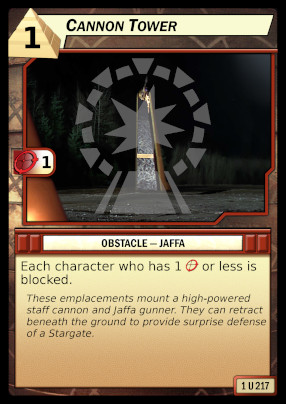 1
CANNON TOWER
1
OBSTACLE – JAFFA
Each character who has 1 or less is
blocked.
These emplacements mount a high-powered
staff cannon and Jaffa gunner. They can retract
beneath the ground to provide surprise defense
of a Stargate.
1 U 217